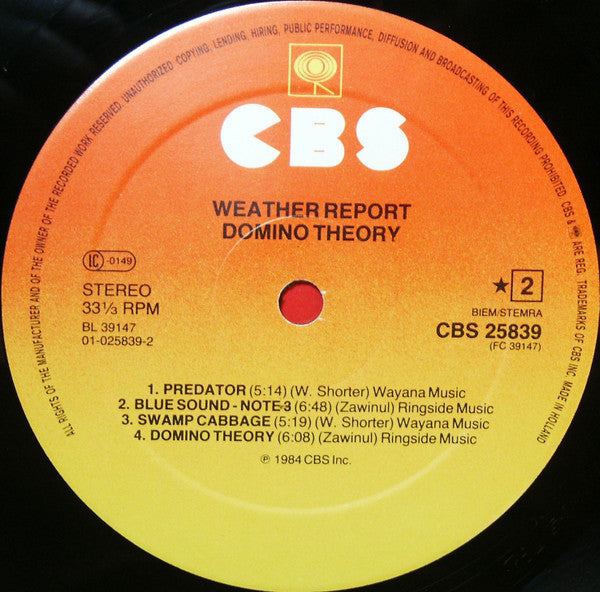 ALL RIGHTS OF THE MANUFACTURER AND OF THE OWNER OF THE RECORDED WORK RESERVED. UNAUTHORIZED COPYING, LENDING, HIRING, PUBLIC PERFORMANCE, DIFFUSION AND BROADCASTING OF THIS RECORDING PROHIBITED. CBS & ARE REG. TRADEMARKS OF CBS INC. MADE IN HOLLAND
CBS
WEATHER REPORT
DOMINO THEORY
LC -0149
STEREO
33⅓ RPM
BL 39147
01-025839-2
★ 2
BIEM/STEMRA
CBS 25839
(FC 39147)
1. PREDATOR (5:14) (W. Shorter) Wayana Music
2. BLUE SOUND - NOTE-3 (6:48) (Zawinul) Ringside Music
3. SWAMP CABBAGE (5:19) (W. Shorter) Wayana Music
4. DOMINO THEORY (6:08) (Zawinul) Ringside Music
℗ 1984 CBS Inc.